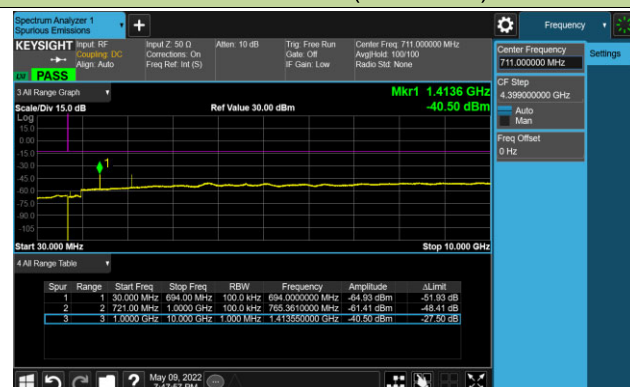 Spectrum Analyzer 1
Spurious Emissions
Frequency
KEYSIGHT
Input: RF
Coupling: DC
Align: Auto
Input Z: 50 Ω
Corrections: On
Freq Ref: Int (S)
Atten: 10 dB
Trig: Free Run
Gate: Off
IF Gain: Low
Center Freq: 711.000000 MHz
Avg|Hold: 100/100
Radio Std: None
PASS
Center Frequency
711.000000 MHz
Settings
CF Step
4.399000000 GHz
Auto
Man
Freq Offset
0 Hz
3 All Range Graph
Mkr1 1.4136 GHz
Scale/Div 15.0 dB
Ref Value 30.00 dBm
-40.50 dBm
Log
15.0
0.00
-15.0
-30.0
-45.0
-60.0
-75.0
-90.0
-105
1
Start 30.000 MHz
Stop 10.000 GHz
4 All Range Table
Spur Range Start Freq Stop Freq RBW Frequency Amplitude ΔLimit
1 1 30.000 MHz 694.00 MHz 100.0 kHz 694.0000000 MHz -64.93 dBm -51.93 dB
2 2 721.00 MHz 1.0000 GHz 100.0 kHz 765.3610000 MHz -61.41 dBm -48.41 dB
3 3 1.0000 GHz 10.000 GHz 1.000 MHz 1.413550000 GHz -40.50 dBm -27.50 dB
?
May 09, 2022